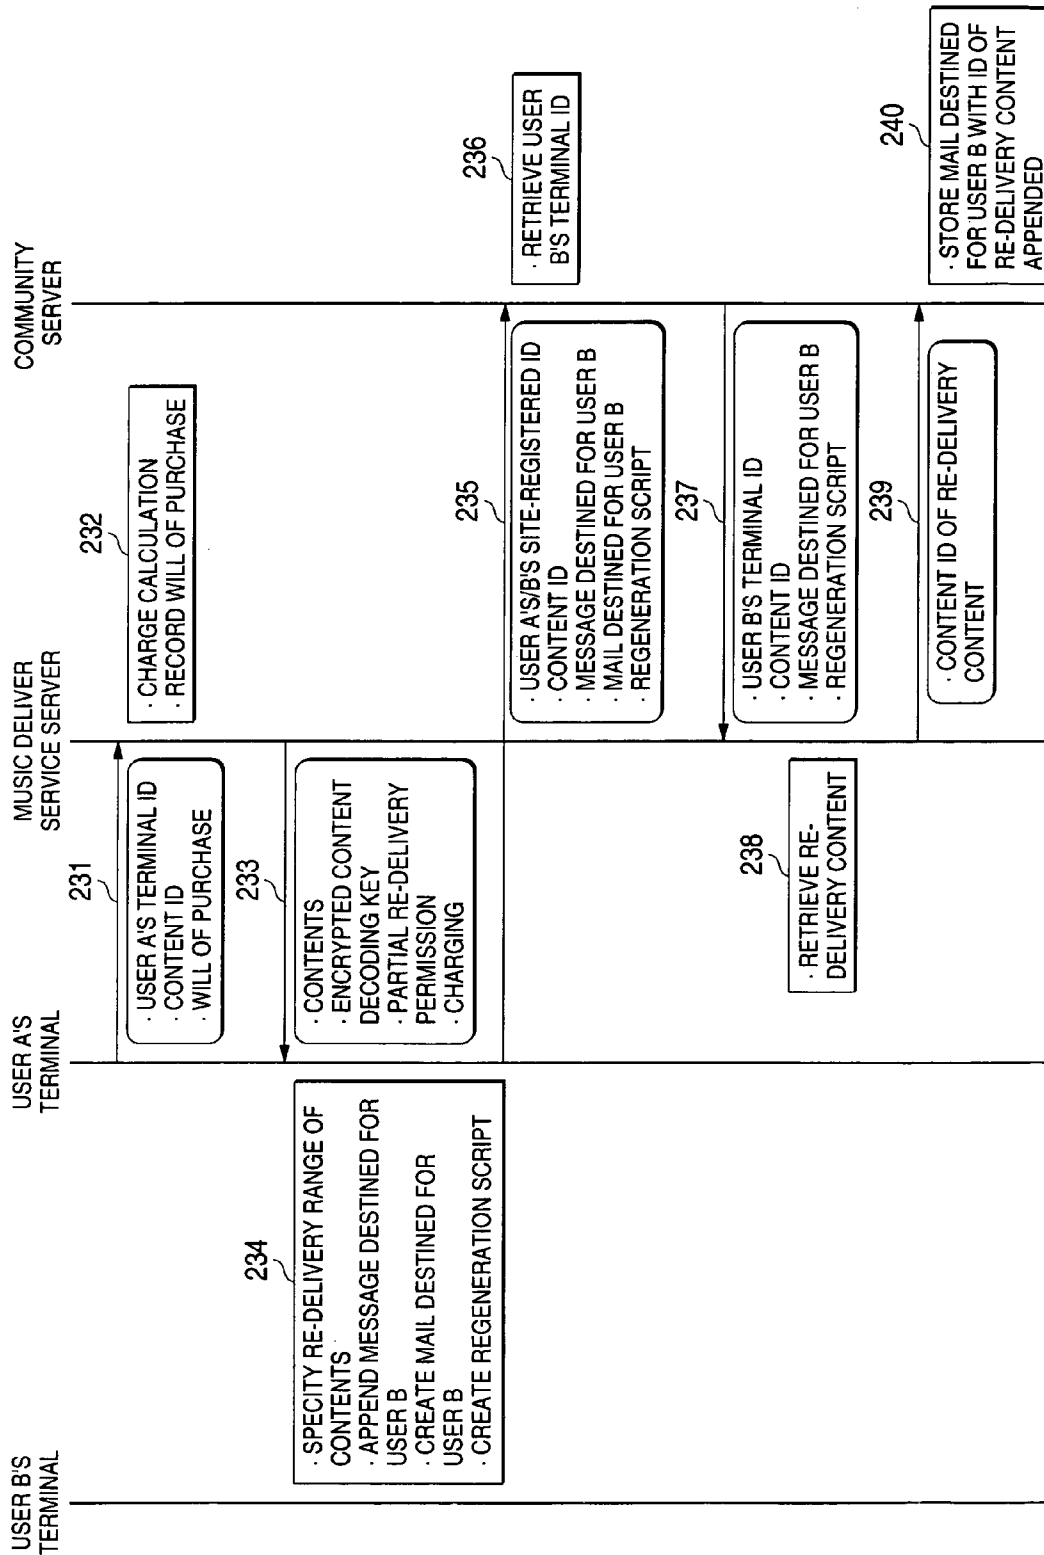 USER B'S
TERMINAL
USER A'S
TERMINAL
MUSIC DELIVER
SERVICE SERVER
COMMUNITY
SERVER
231
· USER A'S TERMINAL ID
· CONTENT ID
· WILL OF PURCHASE
232
· CHARGE CALCULATION
· RECORD WILL OF PURCHASE
233
· CONTENTS
· ENCRYPTED CONTENT
DECODING KEY
· PARTIAL RE-DELIVERY
PERMISSION
· CHARGING
234
· SPECITY RE-DELIVERY RANGE OF
CONTENTS
· APPEND MESSAGE DESTINED FOR
USER B
· CREATE MAIL DESTINED FOR
USER B
· CREATE REGENERATION SCRIPT
235
· USER A'S/B'S SITE-REGISTERED ID
· CONTENT ID
· MESSAGE DESTINED FOR USER B
· MAIL DESTINED FOR USER B
· REGENERATION SCRIPT
236
· RETRIEVE USER
B'S TERMINAL ID
237
· USER B'S TERMINAL ID
· CONTENT ID
· MESSAGE DESTINED FOR USER B
· REGENERATION SCRIPT
238
· RETRIEVE RE-
DELIVERY CONTENT
239
· CONTENT ID OF RE-DELIVERY
CONTENT
240
· STORE MAIL DESTINED
FOR USER B WITH ID OF
RE-DELIVERY CONTENT
APPENDED